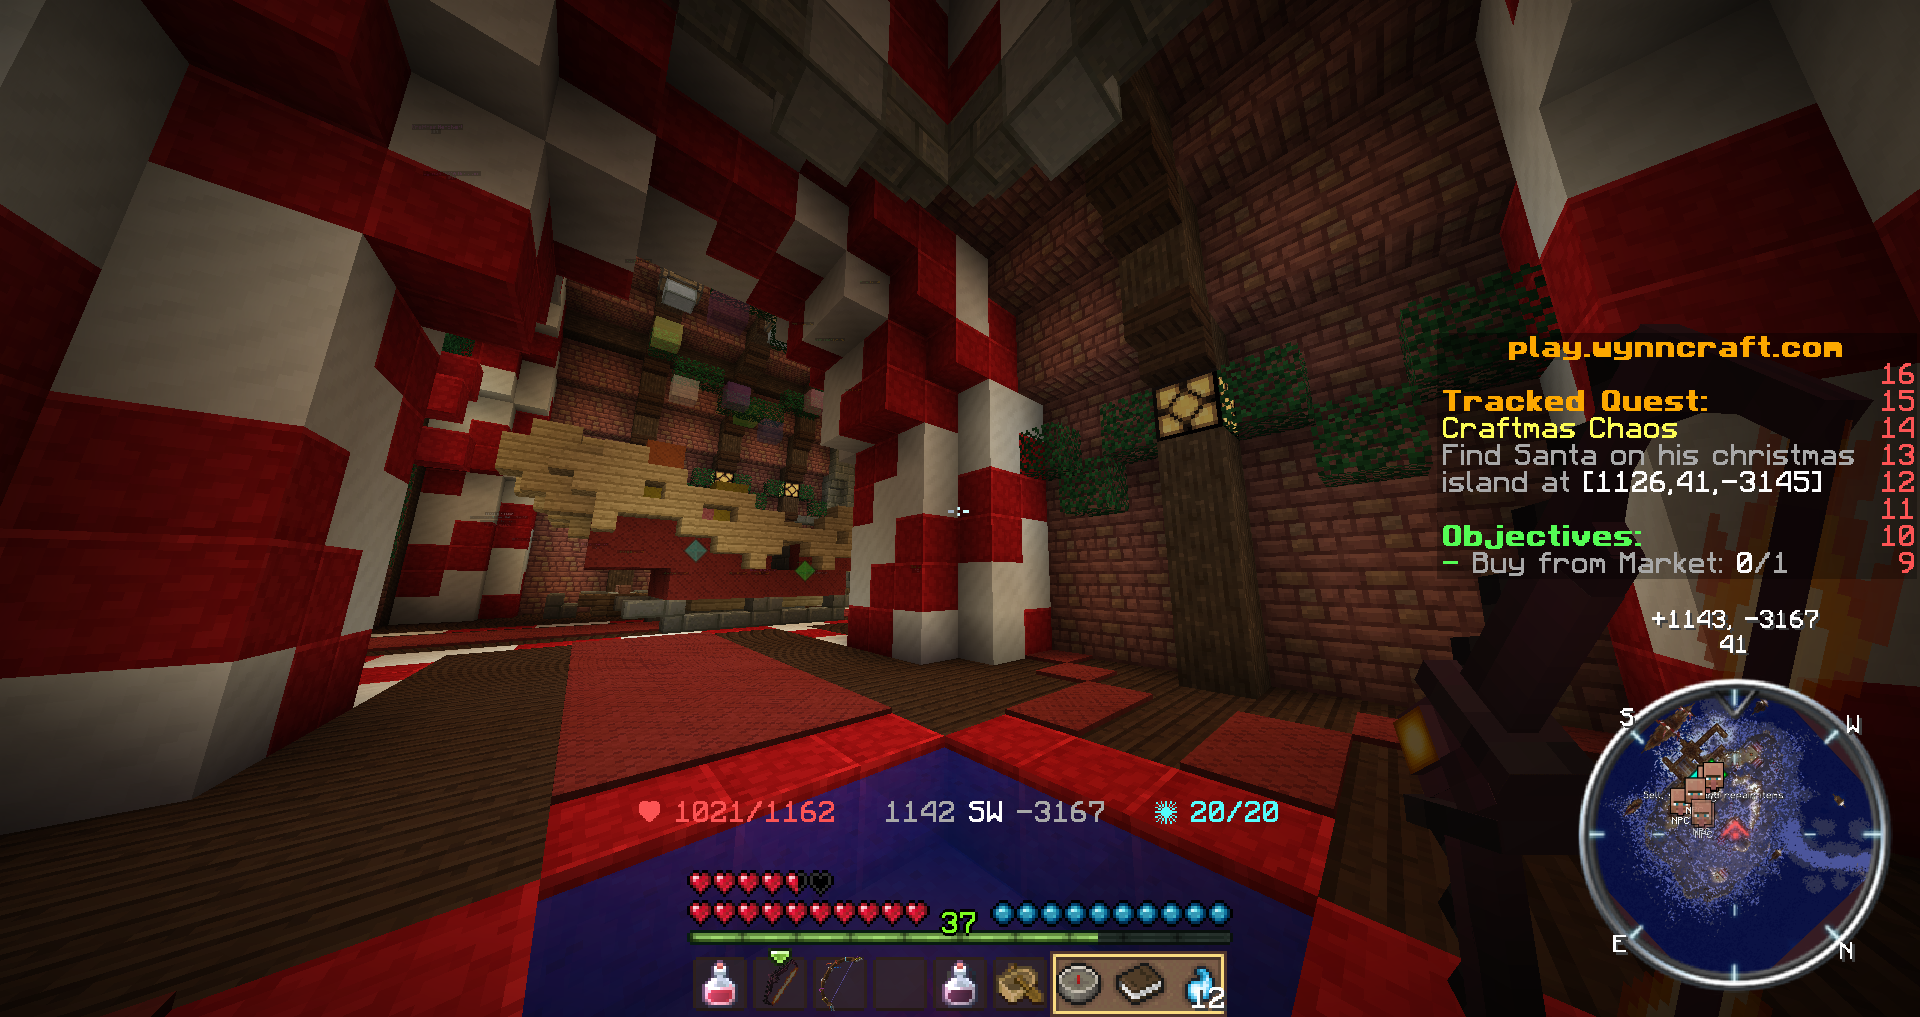 play.wynncraft.com
16
Tracked Quest: 15
Craftmas Chaos 14
Find Santa on his christmas 13
island at [1126,41,-3145] 12
11
Objectives: 10
- Buy from Market: 0/1 9
+1143, -3167
41
S
W
NPC
NPC
E
N
1021/1162 1142 SW -3167 20/20
37
12